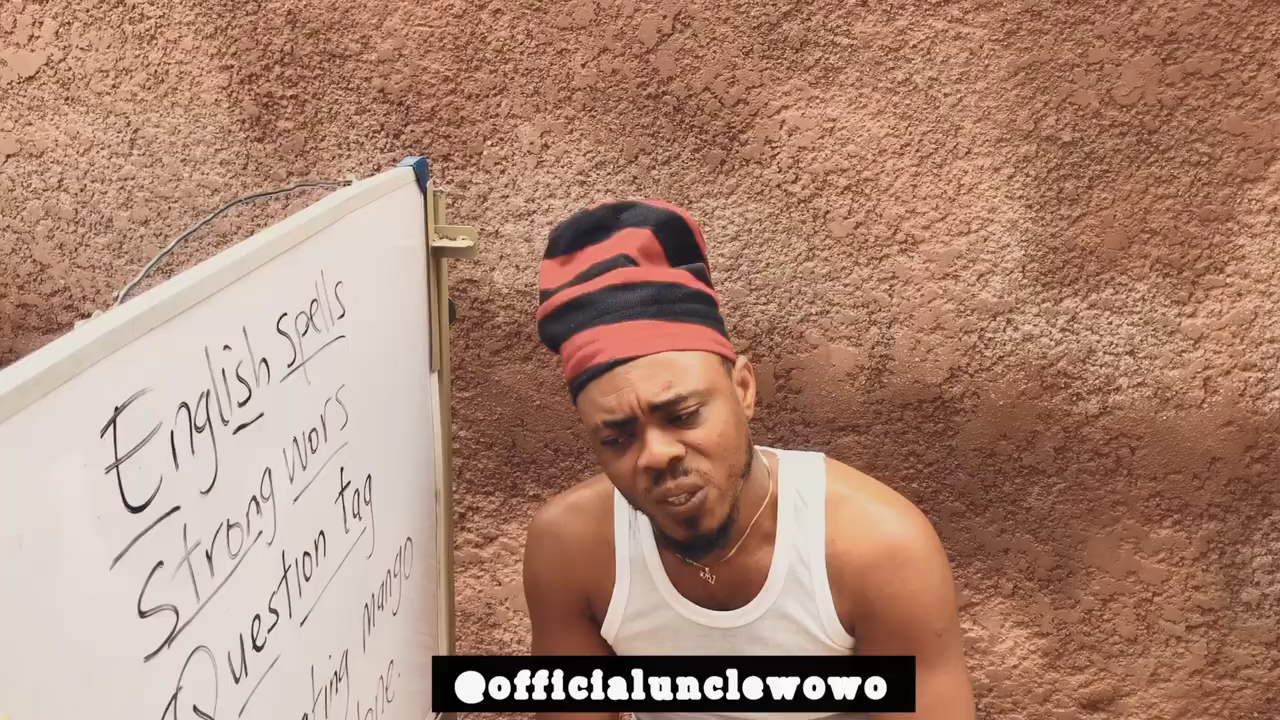 English spells
Strong wors
Question tag
mango
@officialunclewowo